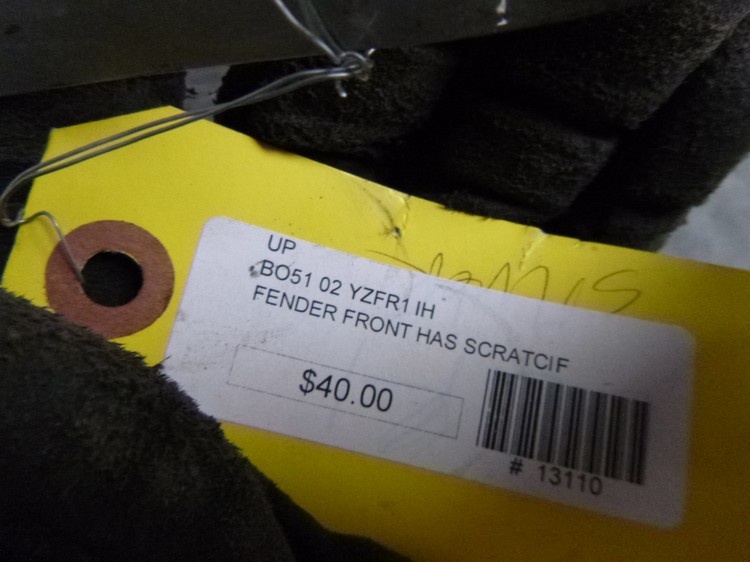 UP
BO51 02 YZFR1 IH
FENDER FRONT HAS SCRATCIF
$40.00
# 13110